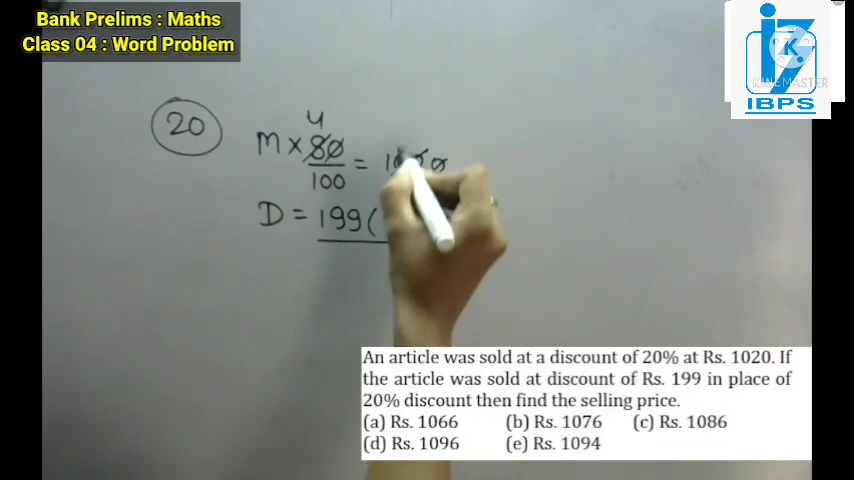 Bank Prelims : Maths
Class 04 : Word Problem
i7
K
KINEMASTER
IBPS
20
4
M × 80
100 =
D = 199(
An article was sold at a discount of 20% at Rs. 1020. If
the article was sold at discount of Rs. 199 in place of
20% discount then find the selling price.
(a) Rs. 1066 (b) Rs. 1076 (c) Rs. 1086
(d) Rs. 1096 (e) Rs. 1094